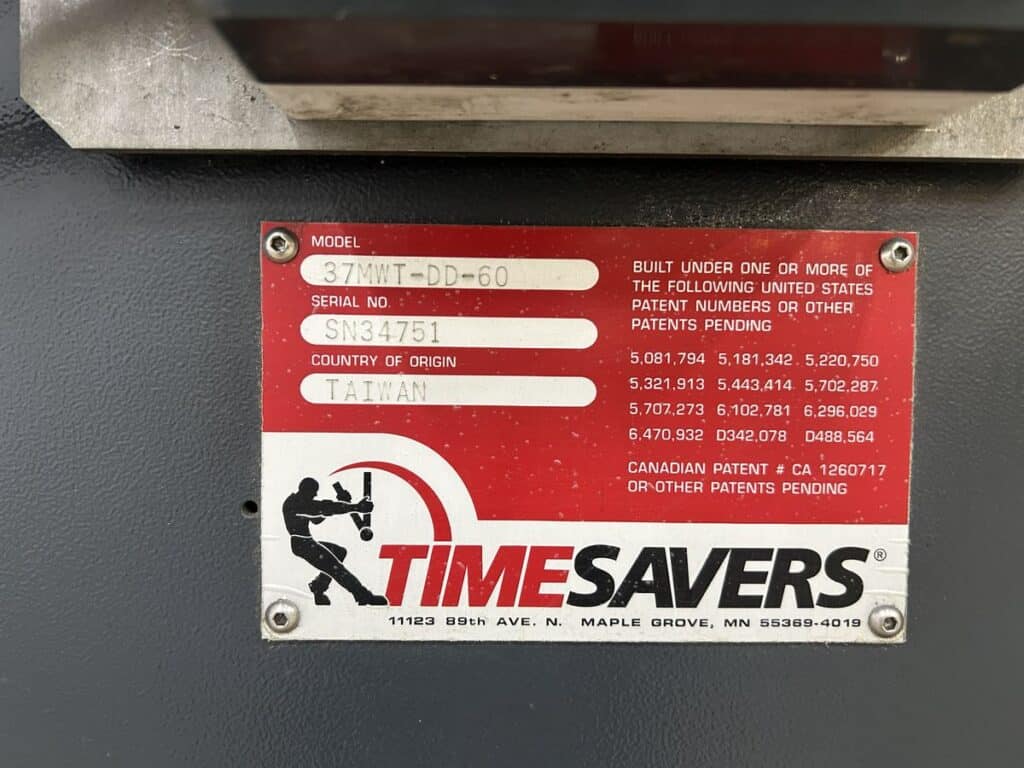 MODEL
37MWT-DD-60
SERIAL NO.
SN34751
COUNTRY OF ORIGIN
TAIWAN
BUILT UNDER ONE OR MORE OF
THE FOLLOWING UNITED STATES
PATENT NUMBERS OR OTHER
PATENTS PENDING
5,081,794 5,181,342 5,220,750
5,321,913 5,443,414 5,702,287
5,707,273 6,102,781 6,296,029
6,470,932 D342,078 D488,564
CANADIAN PATENT # CA 1260717
OR OTHER PATENTS PENDING
TIMESAVERS®
11123 89th AVE. N. MAPLE GROVE, MN 55369-4019